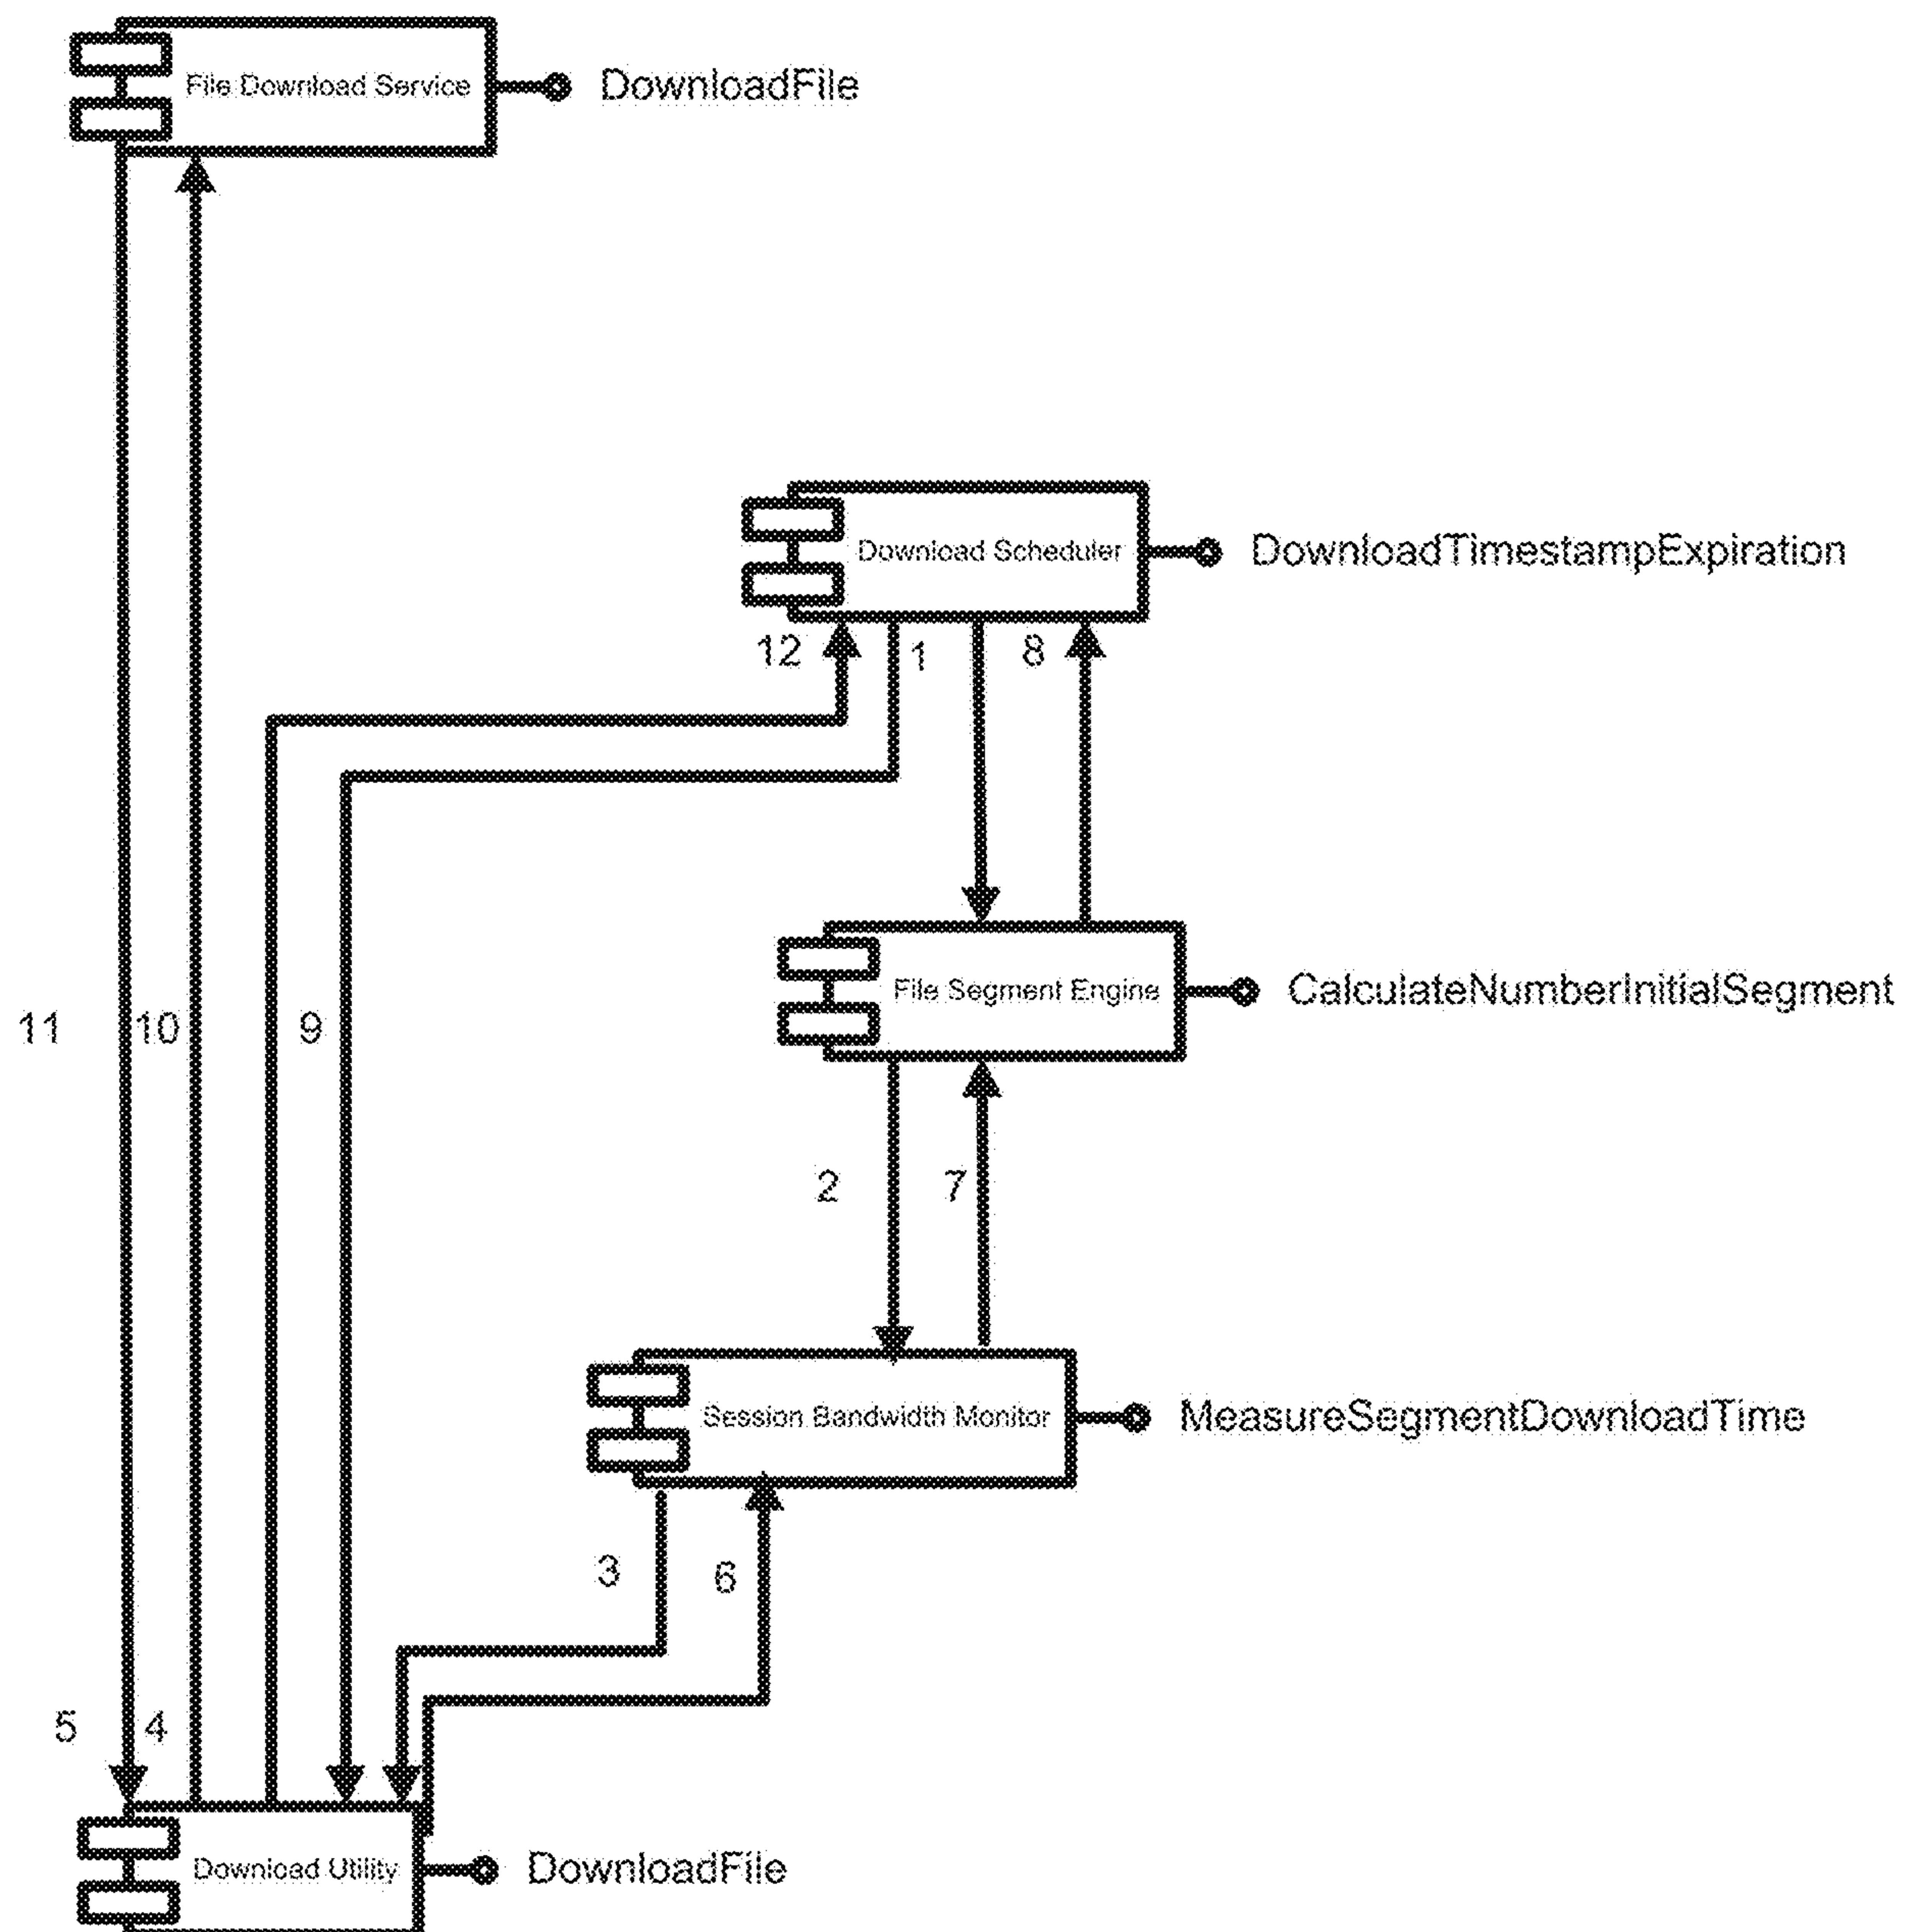 File Download Service DownloadFile
Download Scheduler DownloadTimestampExpiration
12 1 8
File Segment Engine CalculateNumberInitialSegment
11 10 9
2 7
Session Bandwidth Monitor MeasureSegmentDownloadTime
3 6
5 4
Download Utility DownloadFile